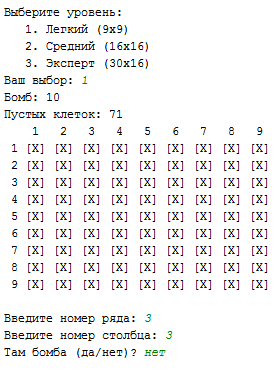 Выберите уровень:
1. Легкий (9x9)
2. Средний (16x16)
3. Эксперт (30x16)
Ваш выбор: 1
Бомб: 10
Пустых клеток: 71
1 2 3 4 5 6 7 8 9
1 [X] [X] [X] [X] [X] [X] [X] [X] [X]
2 [X] [X] [X] [X] [X] [X] [X] [X] [X]
3 [X] [X] [X] [X] [X] [X] [X] [X] [X]
4 [X] [X] [X] [X] [X] [X] [X] [X] [X]
5 [X] [X] [X] [X] [X] [X] [X] [X] [X]
6 [X] [X] [X] [X] [X] [X] [X] [X] [X]
7 [X] [X] [X] [X] [X] [X] [X] [X] [X]
8 [X] [X] [X] [X] [X] [X] [X] [X] [X]
9 [X] [X] [X] [X] [X] [X] [X] [X] [X]
Введите номер ряда: 3
Введите номер столбца: 3
Там бомба (да/нет)? нет